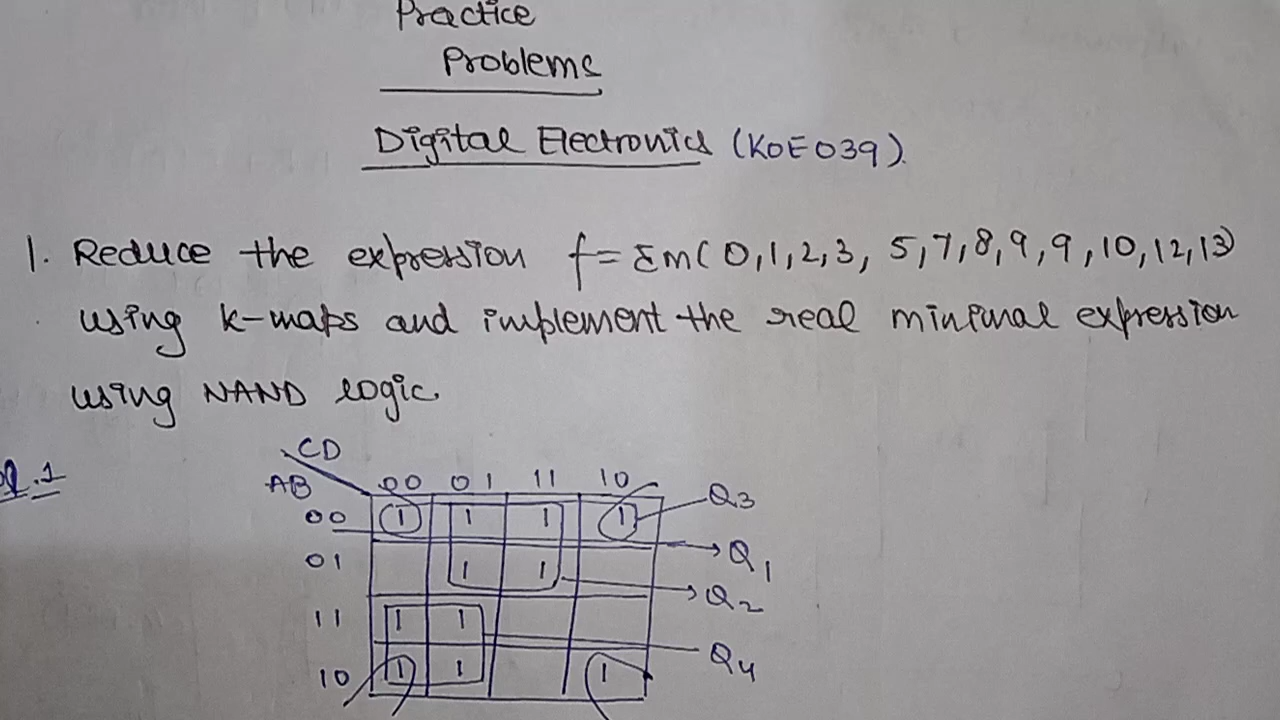 Practice
Problems
Digital Electronics (KOE039).
1. Reduce the expression f=Σm(0,1,2,3, 5,7,8,9,9,10,12,13)
using k-maps and implement the real minimal expression
using NAND logic.
CD
AB 00 01 11 10
00 1 1 1 1 Q3
01 1 1 Q1
11 1 1 Q2
10 1 1 1 Q4